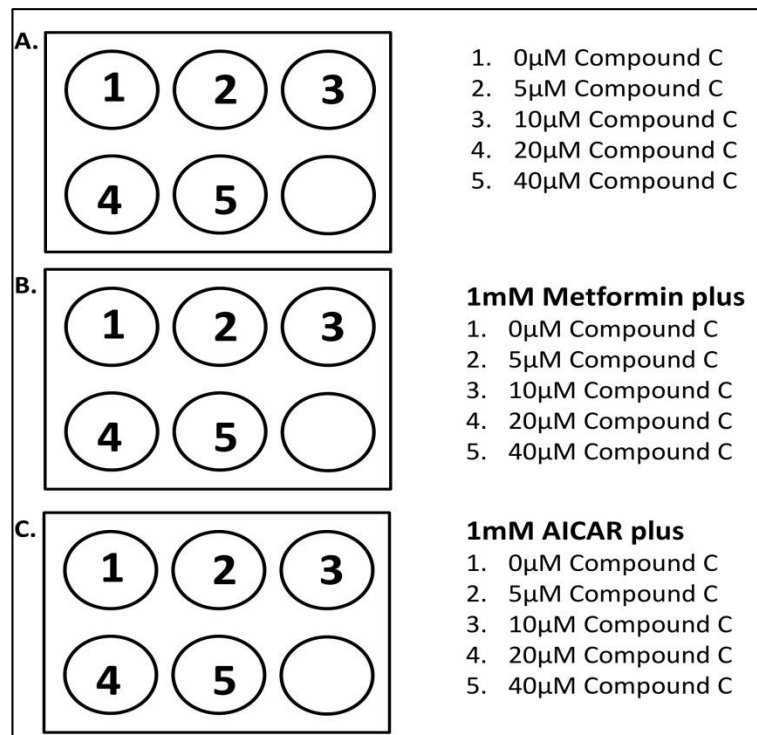 A.
1 2 3
4 5
1. 0µM Compound C
2. 5µM Compound C
3. 10µM Compound C
4. 20µM Compound C
5. 40µM Compound C
B.
1 2 3
4 5
1mM Metformin plus
1. 0µM Compound C
2. 5µM Compound C
3. 10µM Compound C
4. 20µM Compound C
5. 40µM Compound C
C.
1 2 3
4 5
1mM AICAR plus
1. 0µM Compound C
2. 5µM Compound C
3. 10µM Compound C
4. 20µM Compound C
5. 40µM Compound C